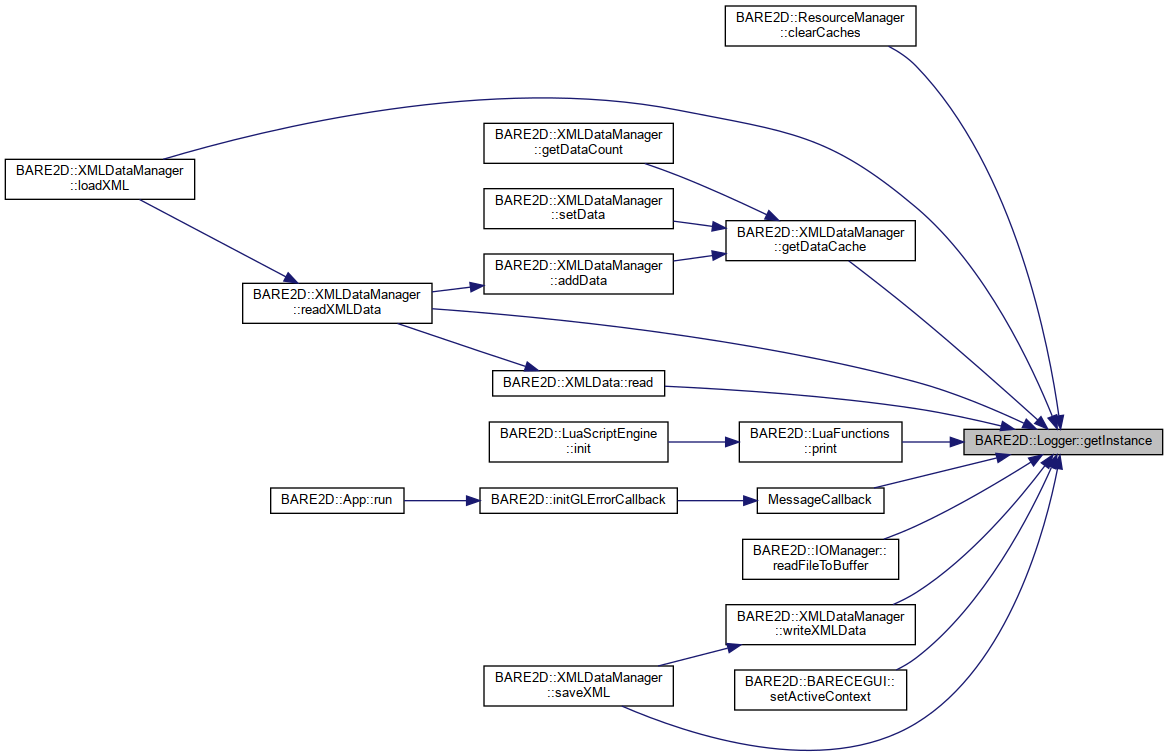 BARE2D::ResourceManager
::clearCaches
BARE2D::XMLDataManager
::getDataCount
BARE2D::XMLDataManager
::loadXML
BARE2D::XMLDataManager
::setData
BARE2D::XMLDataManager
::getDataCache
BARE2D::XMLDataManager
::addData
BARE2D::XMLDataManager
::readXMLData
BARE2D::XMLData::read
BARE2D::LuaScriptEngine
::init
BARE2D::LuaFunctions
::print
BARE2D::Logger::getInstance
BARE2D::App::run
BARE2D::initGLErrorCallback
MessageCallback
BARE2D::IOManager::
readFileToBuffer
BARE2D::XMLDataManager
::writeXMLData
BARE2D::XMLDataManager
::saveXML
BARE2D::BARECEGUI::
setActiveContext